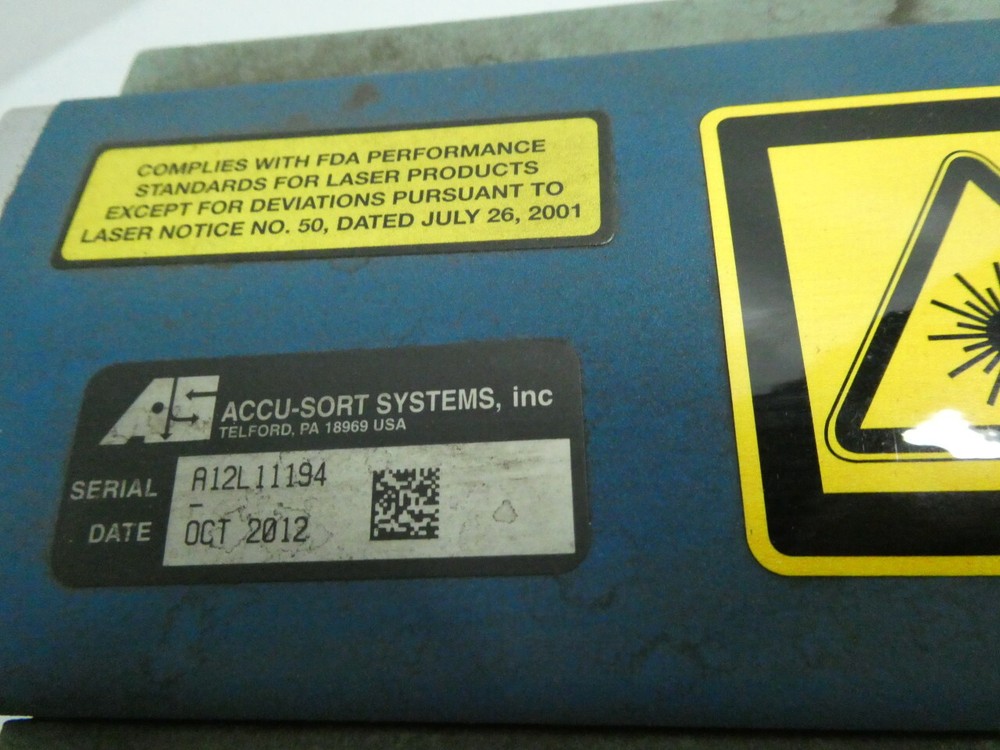 COMPLIES WITH FDA PERFORMANCE
STANDARDS FOR LASER PRODUCTS
EXCEPT FOR DEVIATIONS PURSUANT TO
LASER NOTICE NO. 50, DATED JULY 26, 2001
AS
ACCU-SORT SYSTEMS, inc
TELFORD, PA 18969 USA
SERIAL A12L11194
DATE OCT 2012